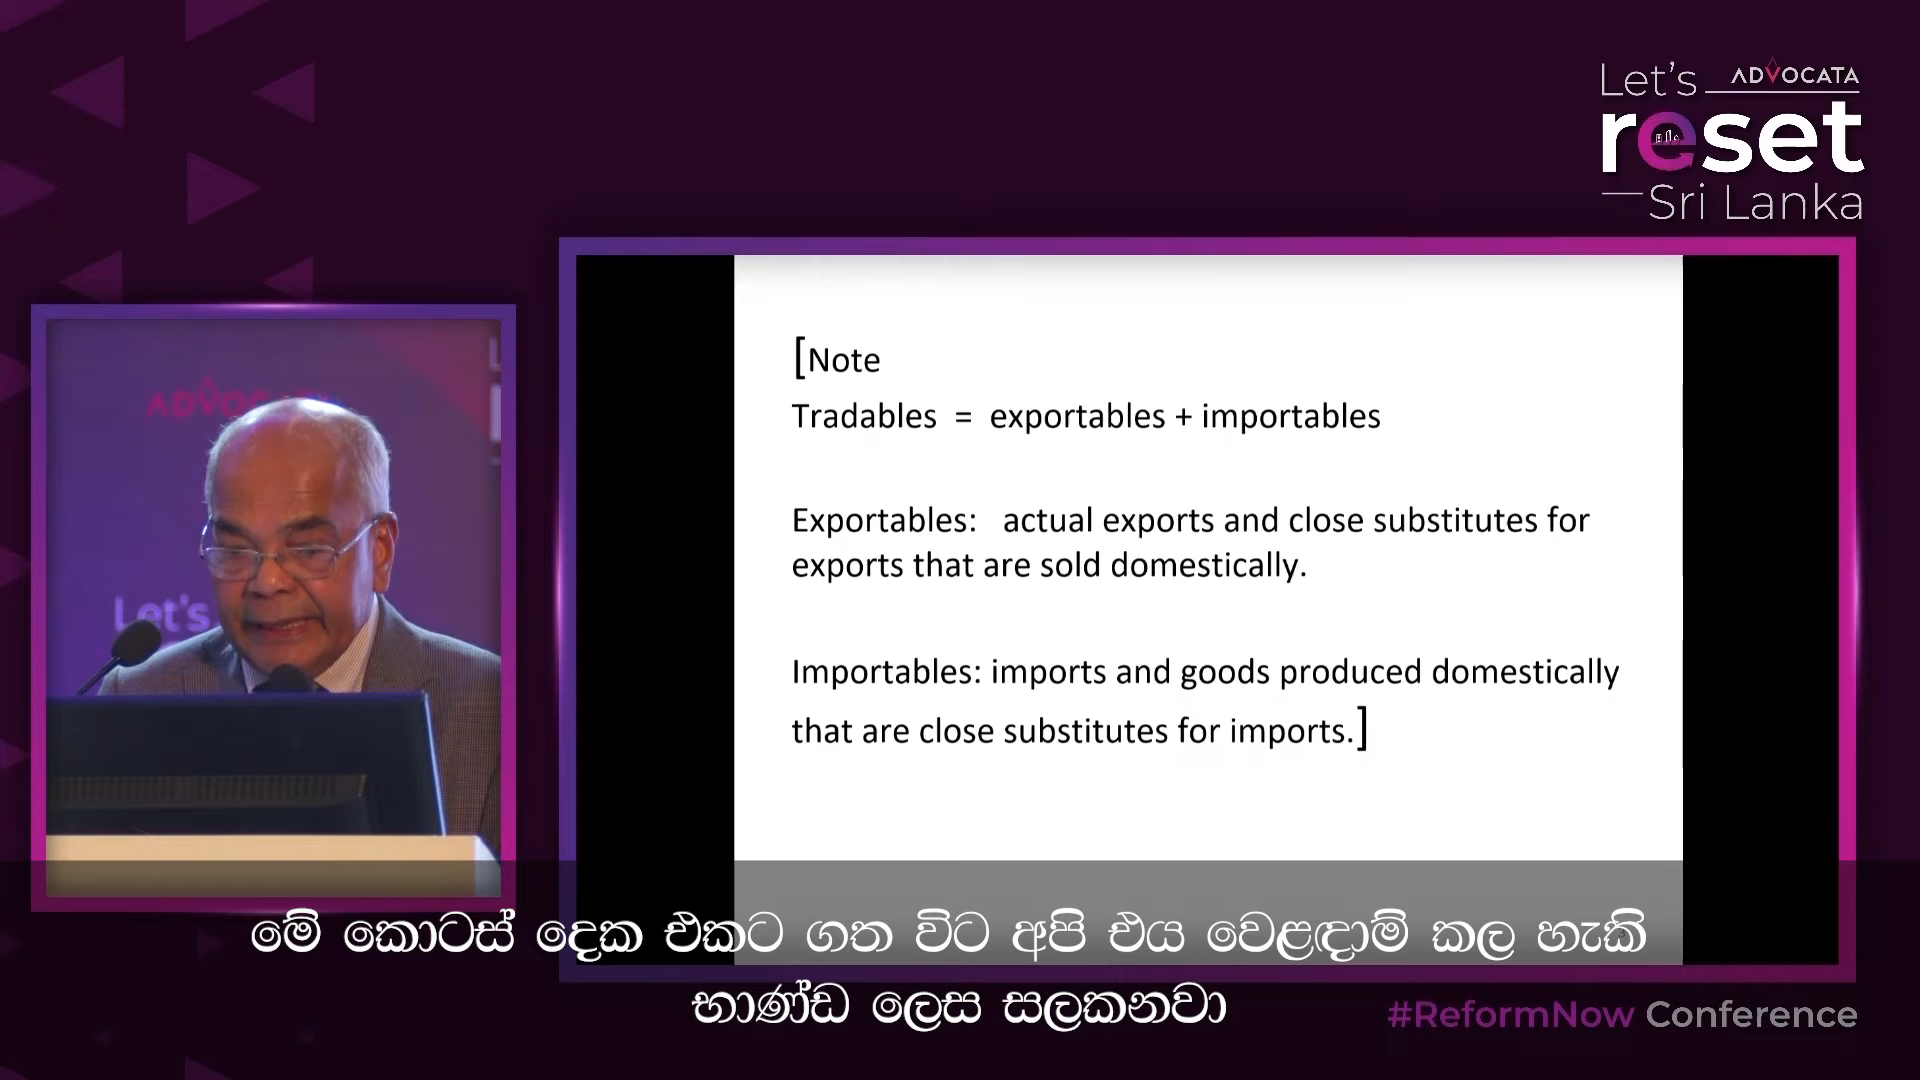 Let's ADVOCATA
reset
Sri Lanka
[Note
Tradables = exportables + importables
Exportables: actual exports and close substitutes for
exports that are sold domestically.
Importables: imports and goods produced domestically
that are close substitutes for imports.]
ADVOCATA
Let's
මේ කොටස් දෙක එකට ගත විට අපි එය වෙළඳාම් කල හැකි
භාණ්ඩ ලෙස සලකනවා
#ReformNow Conference